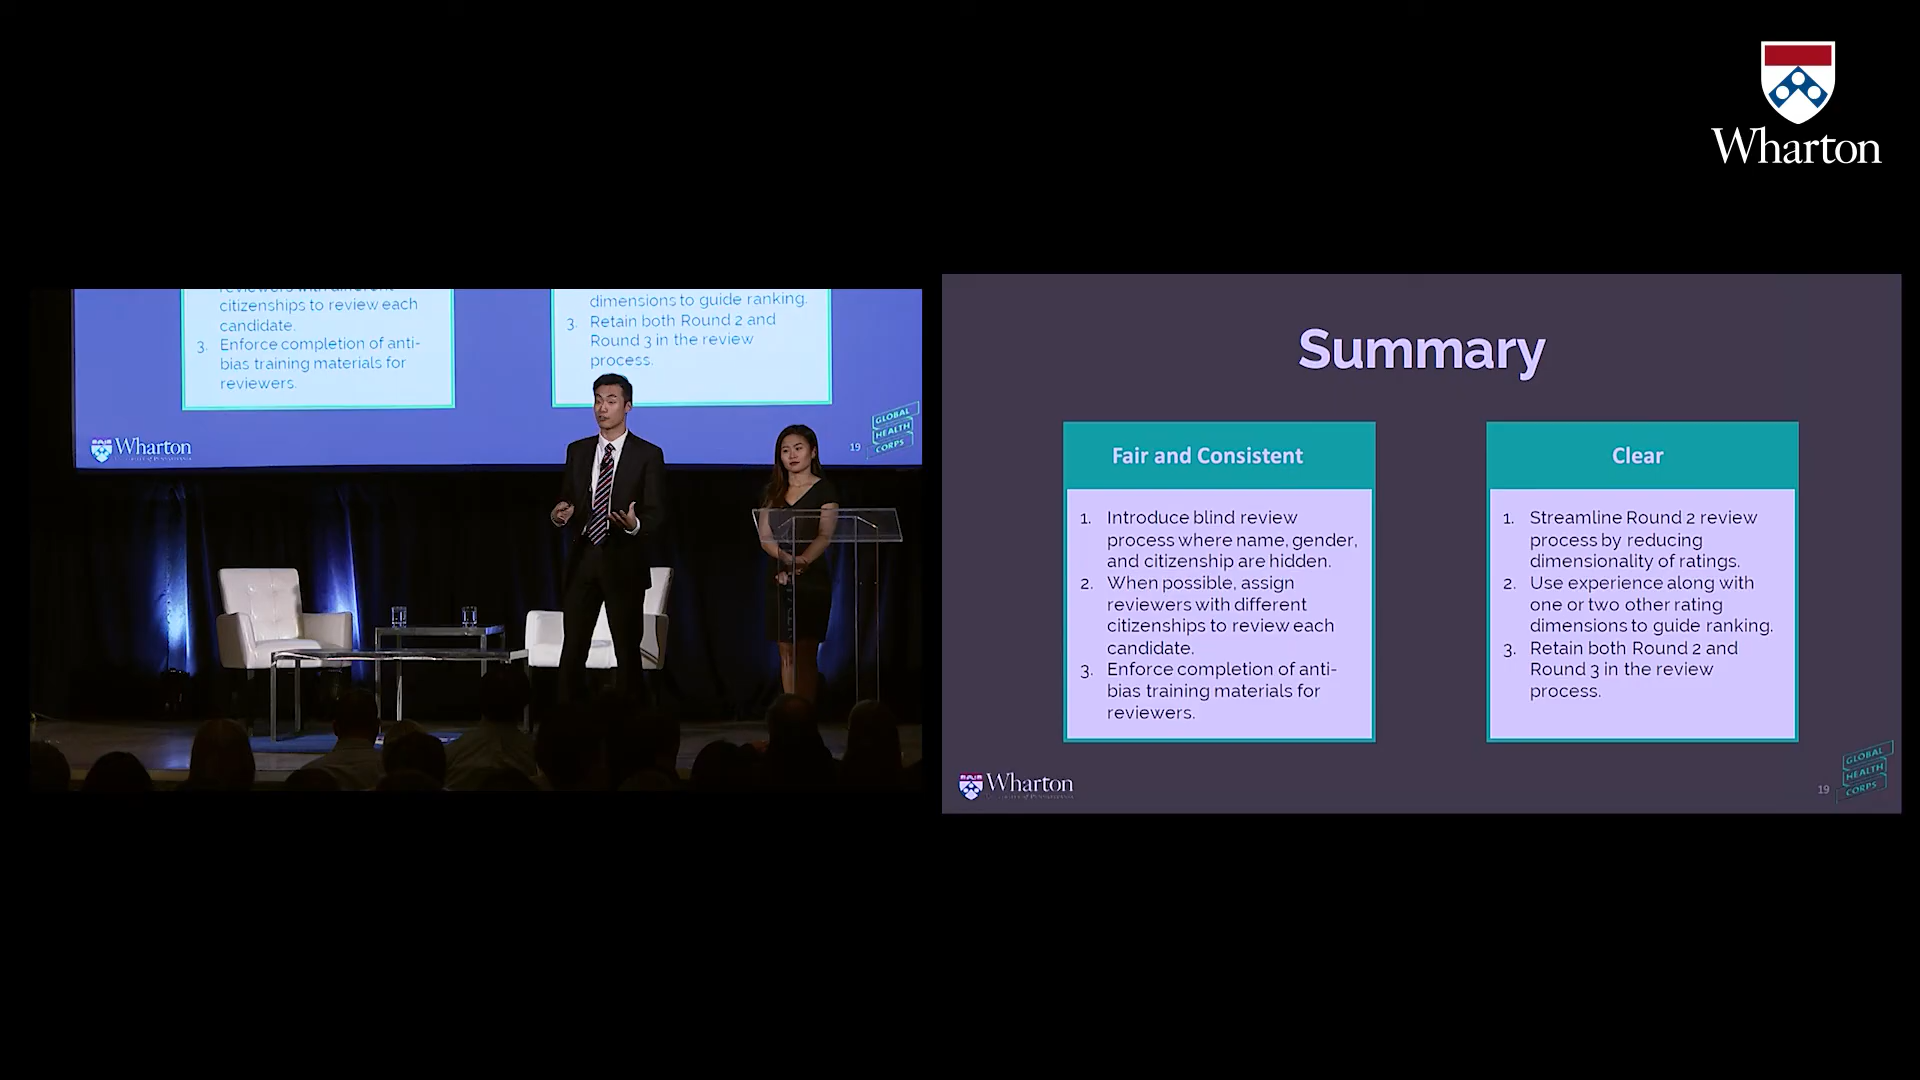 Wharton
reviewers with different
citizenships to review each
candidate.
3. Enforce completion of anti-
bias training materials for
reviewers.
dimensions to guide ranking.
3. Retain both Round 2 and
Round 3 in the review
process.
Wharton
19
GLOBAL
HEALTH
CORPS
Summary
Fair and Consistent
1. Introduce blind review
process where name, gender,
and citizenship are hidden.
2. When possible, assign
reviewers with different
citizenships to review each
candidate.
3. Enforce completion of anti-
bias training materials for
reviewers.
Clear
1. Streamline Round 2 review
process by reducing
dimensionality of ratings.
2. Use experience along with
one or two other rating
dimensions to guide ranking.
3. Retain both Round 2 and
Round 3 in the review
process.
Wharton
19
GLOBAL
HEALTH
CORPS